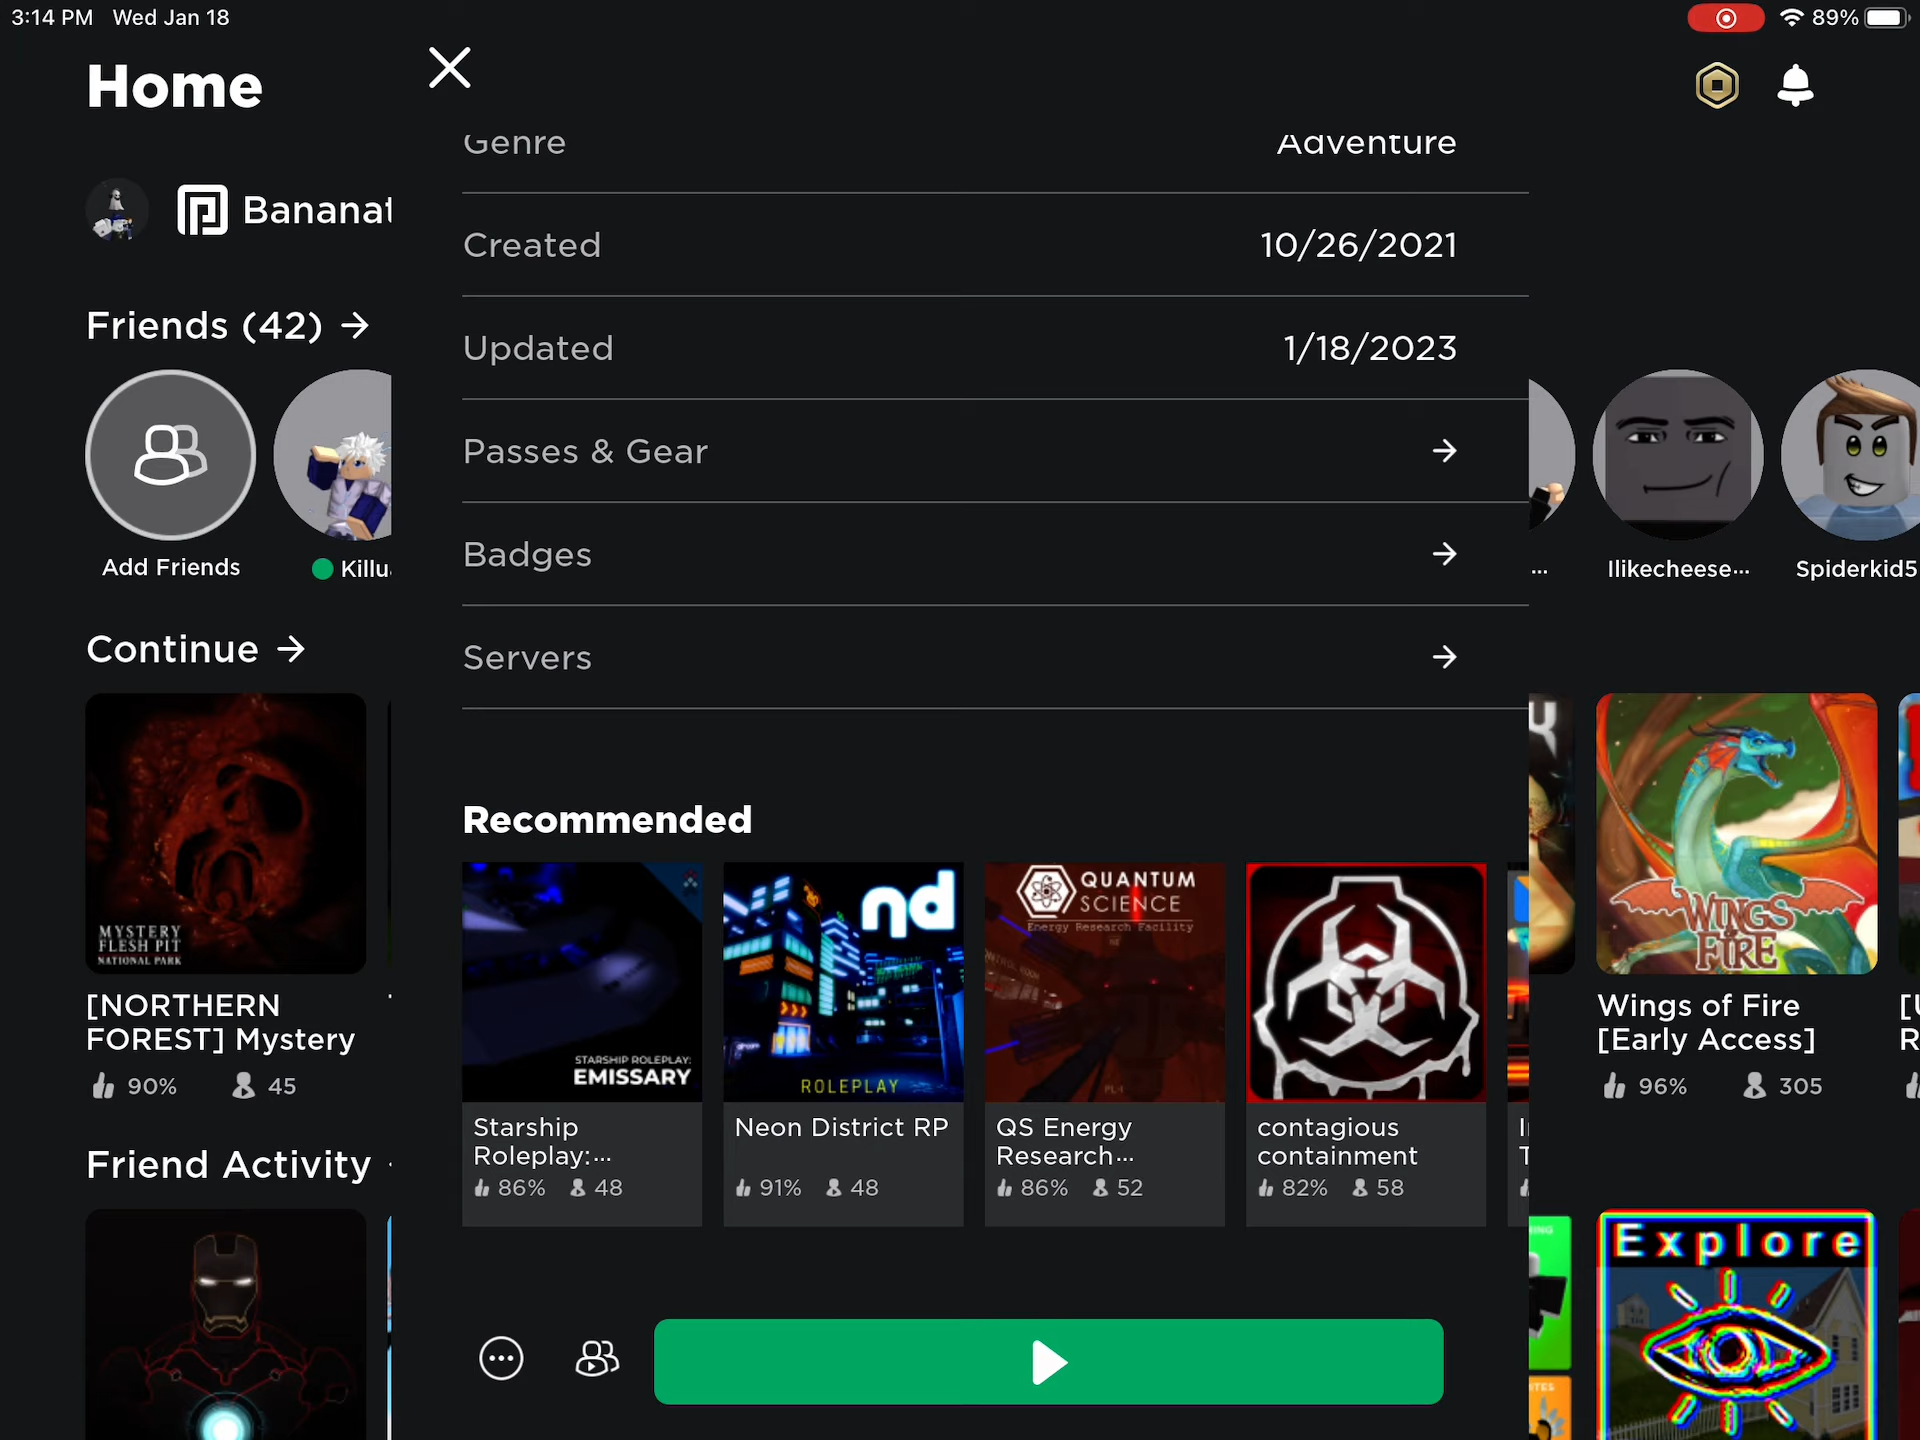 3:14 PM Wed Jan 18
89%
Home
Genre
Adventure
Bananat
Created
10/26/2021
Friends (42)
Updated
1/18/2023
Passes & Gear
Badges
Add Friends
Killu
...
Ilikecheese...
Spiderkid5
Servers
Continue
MYSTERY
FLESH PIT
NATIONAL PARK
[NORTHERN
FOREST] Mystery
90% 45
WINGS
OF
FIRE
Wings of Fire
[Early Access]
96% 305
Recommended
STARSHIP ROLEPLAY:
EMISSARY
Starship
Roleplay:...
86% 48
nd
ROLEPLAY
Neon District RP
91% 48
QUANTUM
SCIENCE
Energy Research Facility
QS Energy
Research...
86% 52
contagious
containment
82% 58
Friend Activity
Explore